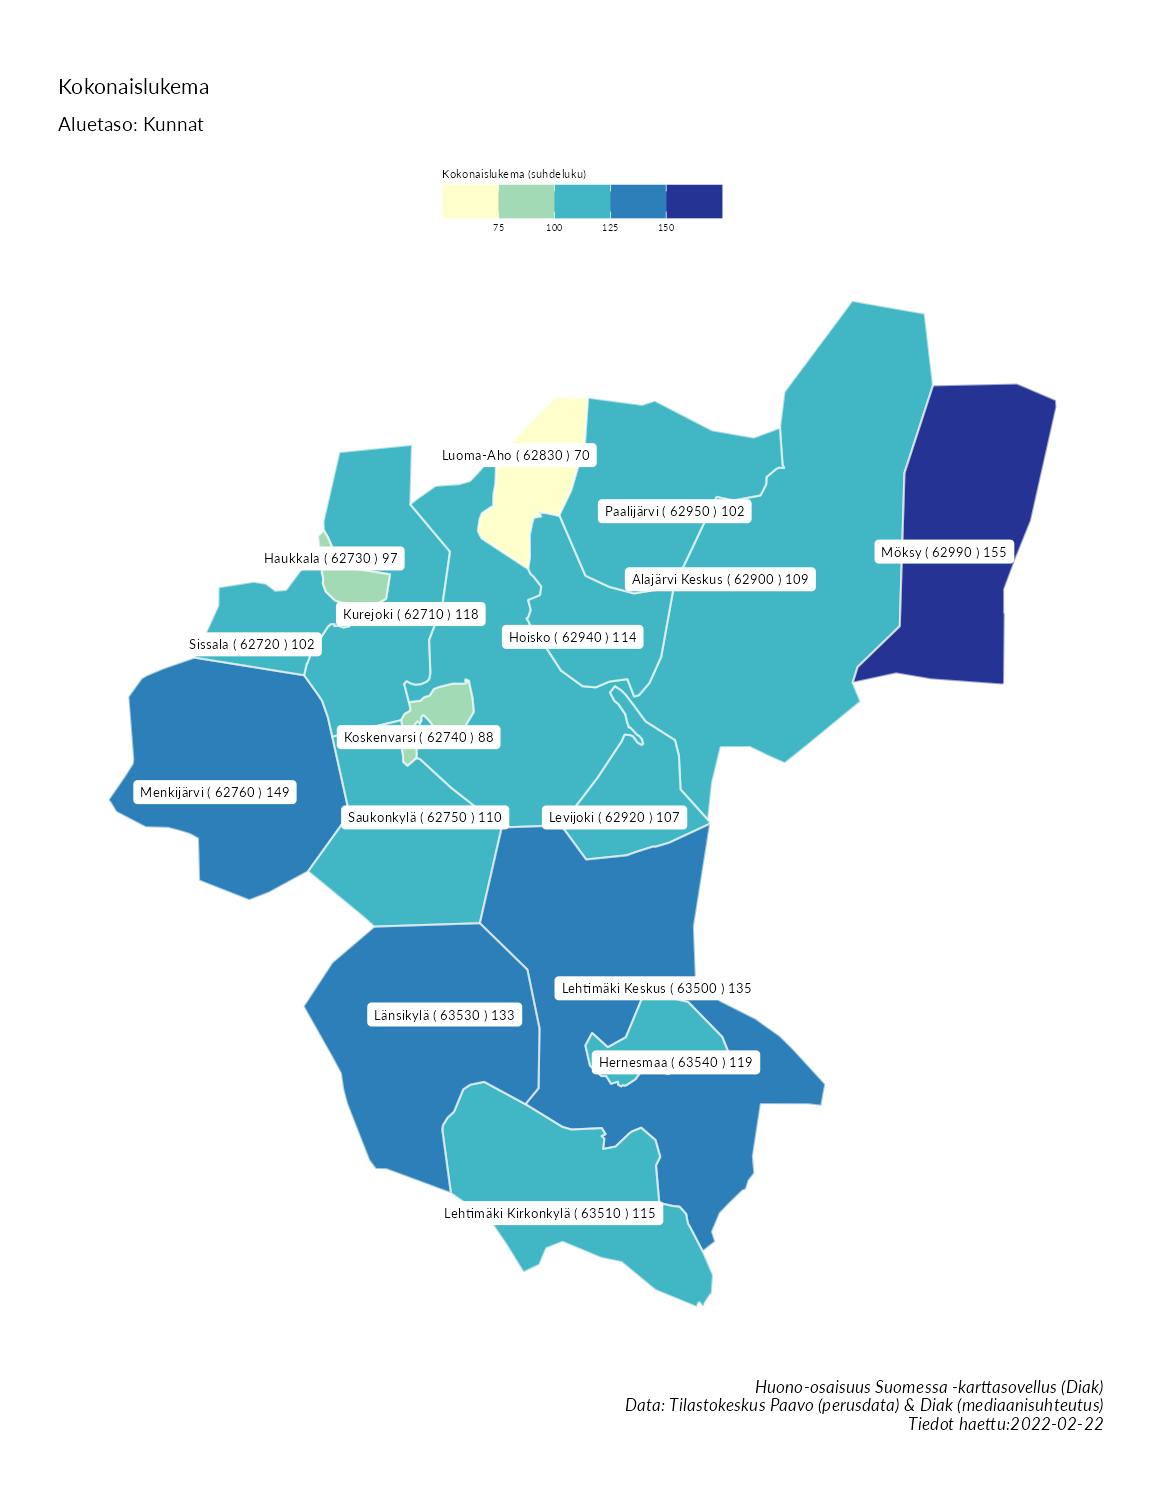 Kokonaislukema
Aluetaso: Kunnat
Kokonaislukema (suhdeluku)
75 100 125 150
Luoma-Aho ( 62830 ) 70
Paalijärvi ( 62950 ) 102
Möksy ( 62990 ) 155
Haukkala ( 62730 ) 97
Alajärvi Keskus ( 62900 ) 109
Kurejoki ( 62710 ) 118
Hoisko ( 62940 ) 114
Sissala ( 62720 ) 102
Koskenvarsi ( 62740 ) 88
Menkijärvi ( 62760 ) 149
Saukonkylä ( 62750 ) 110
Levijoki ( 62920 ) 107
Lehtimäki Keskus ( 63500 ) 135
Länsikylä ( 63530 ) 133
Hernesmaa ( 63540 ) 119
Lehtimäki Kirkonkylä ( 63510 ) 115
Huono-osaisuus Suomessa -karttasovellus (Diak)
Data: Tilastokeskus Paavo (perusdata) & Diak (mediaanisuhteutus)
Tiedot haettu:2022-02-22